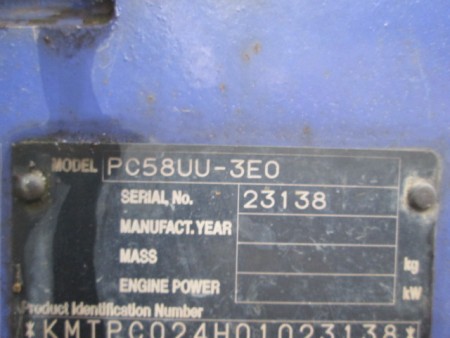 MODEL PC58UU-3E0
SERIAL, No. 23138
MANUFACT. YEAR
MASS kg
ENGINE POWER kW
Product Identification Number
*KMTPC024H01023138*